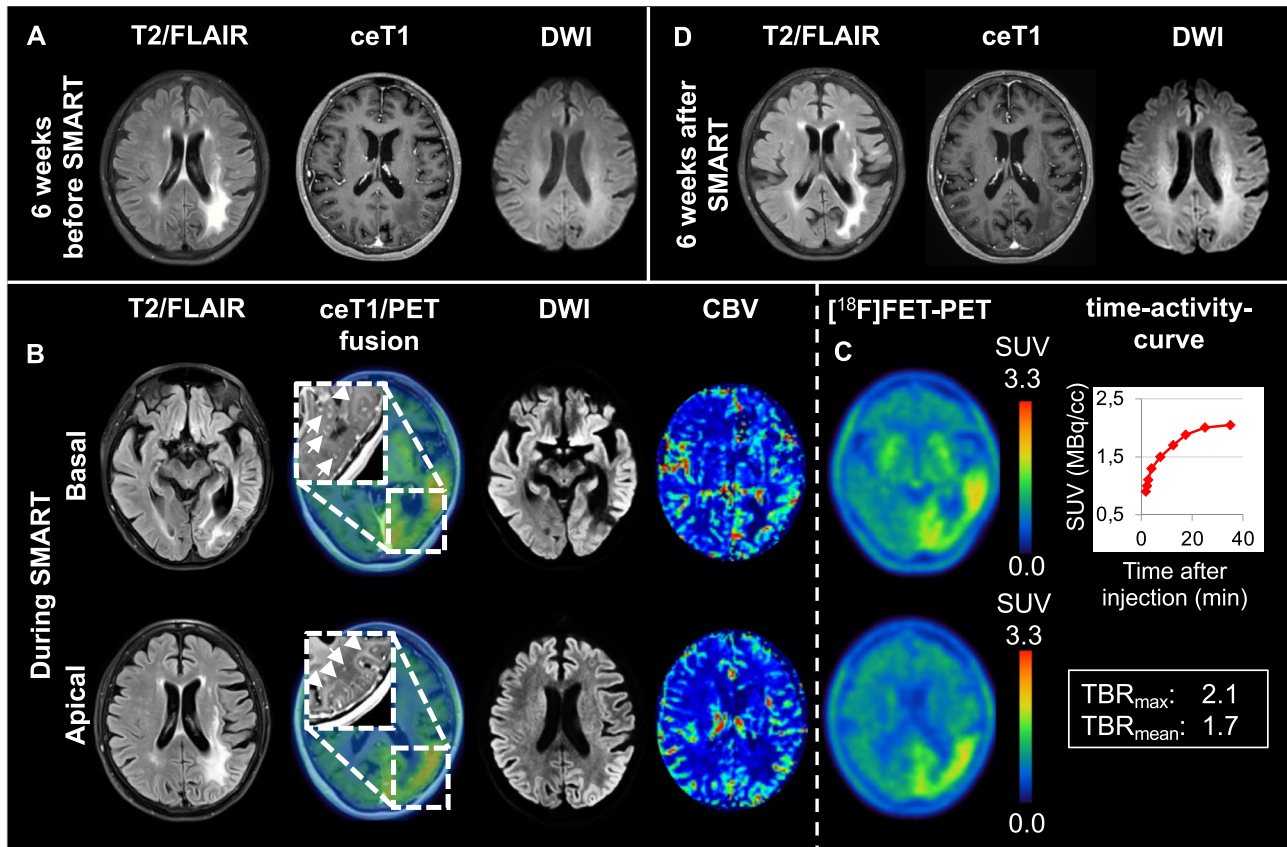 A
T2/FLAIR
ceT1
DWI
6 weeks
before SMART
D
T2/FLAIR
ceT1
DWI
6 weeks after
SMART
T2/FLAIR
ceT1/PET
fusion
DWI
CBV
[¹⁸F]FET-PET
time-activity-
curve
B
C
During SMART
Basal
Apical
SUV
3.3
0.0
SUV
3.3
0.0
SUV (MBq/cc)
2,5
1,5
0,5
0
20
40
Time after
injection (min)
TBRmax: 2.1
TBRmean: 1.7